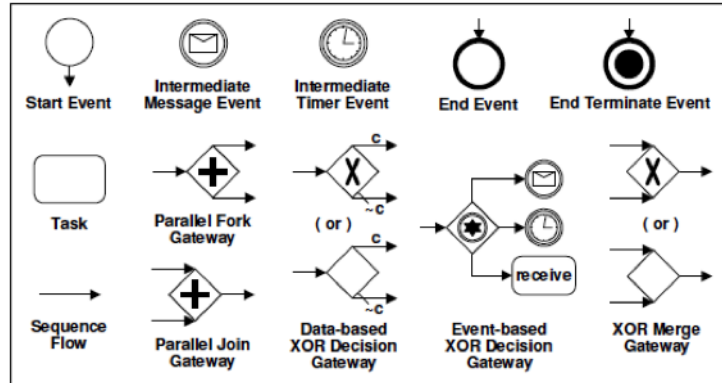 Start Event
Intermediate
Message Event
Intermediate
Timer Event
End Event
End Terminate Event
Task
Parallel Fork
Gateway
c
X
~c
( or )
receive
X
( or )
Sequence
Flow
Parallel Join
Gateway
c
~c
Data-based
XOR Decision
Gateway
Event-based
XOR Decision
Gateway
XOR Merge
Gateway